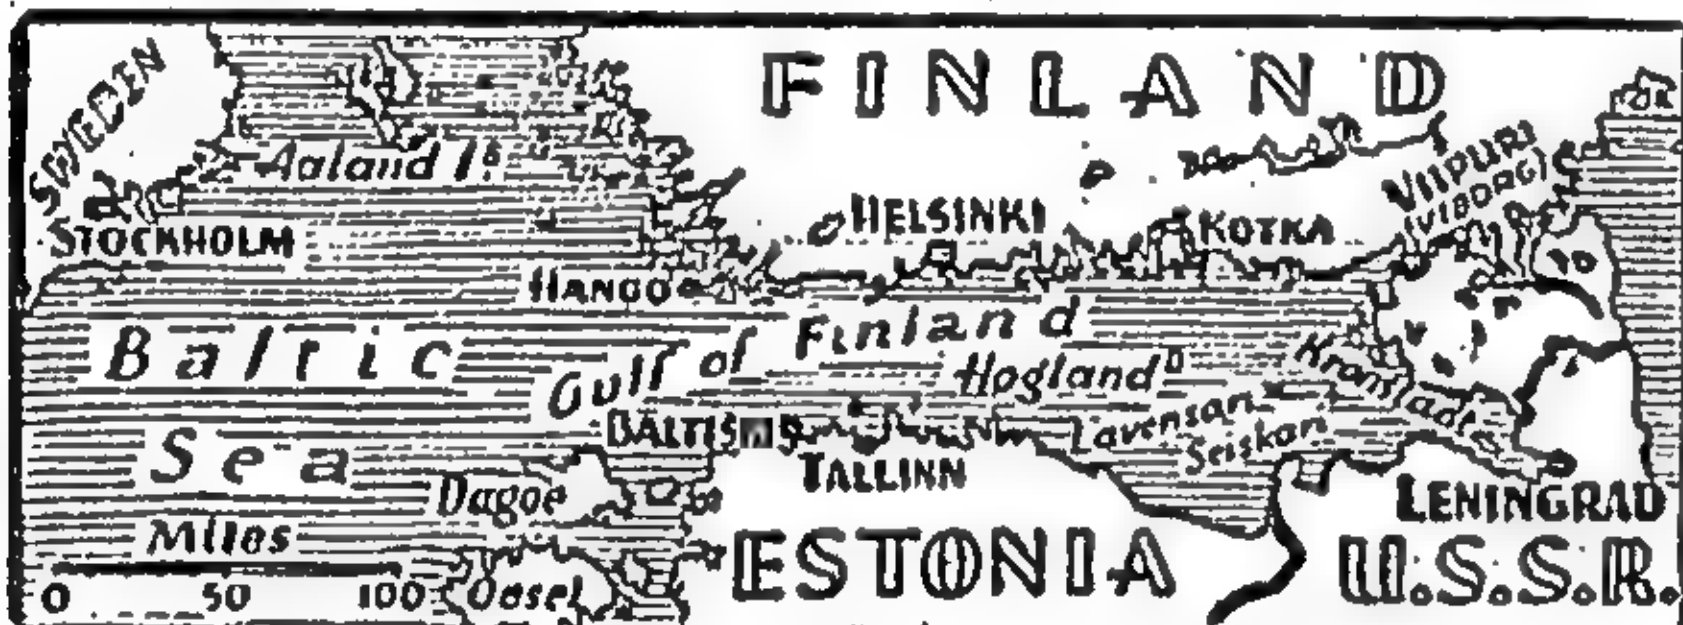 SWEDEN
FINLAND
Aaland Is
VIIPURI
(VIBORG)
HELSINKI
KOTKA
STOCKHOLM
HANGO
Baltic
Sea
Gulf of Finland
Hogland
Kronstadt
Lavensari
Seiskari
TALLINN
Dagoe
LENINGRAD
Miles
ESTONIA
U.S.S.R.
0 50 100
Oesel